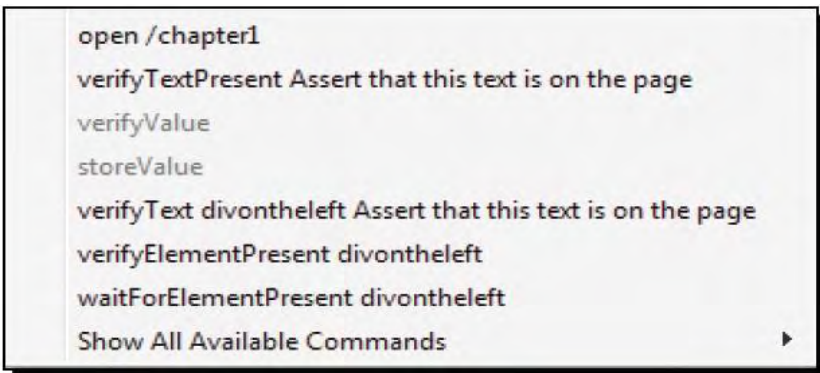 open /chapter1
verifyTextPresent Assert that this text is on the page
verifyValue
storeValue
verifyText divontheleft Assert that this text is on the page
verifyElementPresent divontheleft
waitForElementPresent divontheleft
Show All Available Commands